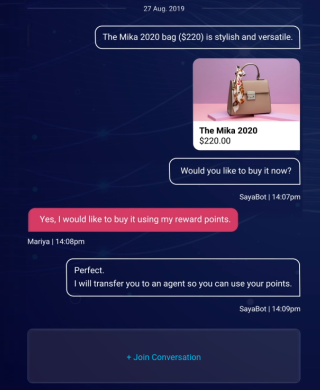 27 Aug. 2019
The Mika 2020 bag ($220) is stylish and versatile.
The Mika 2020
$220.00
Would you like to buy it now?
SayaBot | 14:07pm
Yes, I would like to buy it using my reward points.
Mariya | 14:08pm
Perfect.
I will transfer you to an agent so you can use your points.
SayaBot | 14:09pm
+ Join Conversation